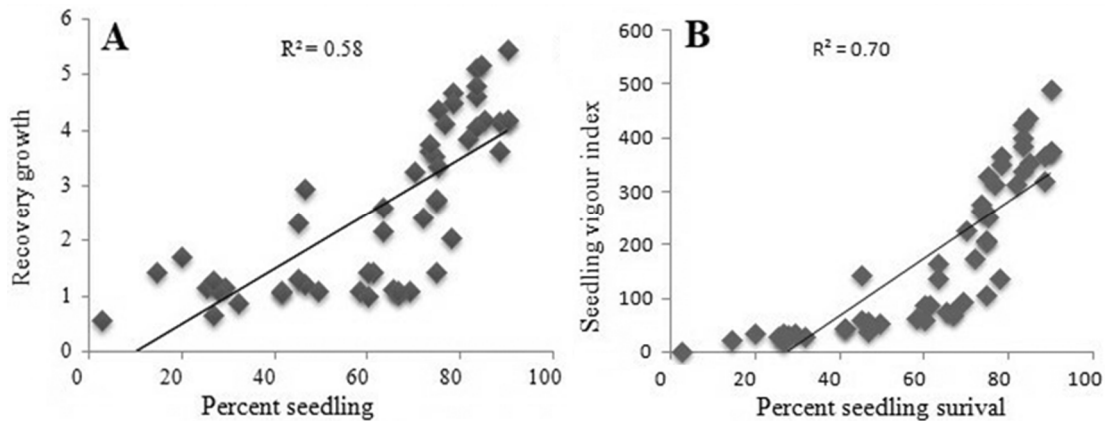 A
R² = 0.58
Recovery growth
6
5
4
3
2
1
0
0 20 40 60 80 100
Percent seedling
B
R² = 0.70
Seedling vigour index
600
500
400
300
200
100
0
0 20 40 60 80 100
Percent seedling surival